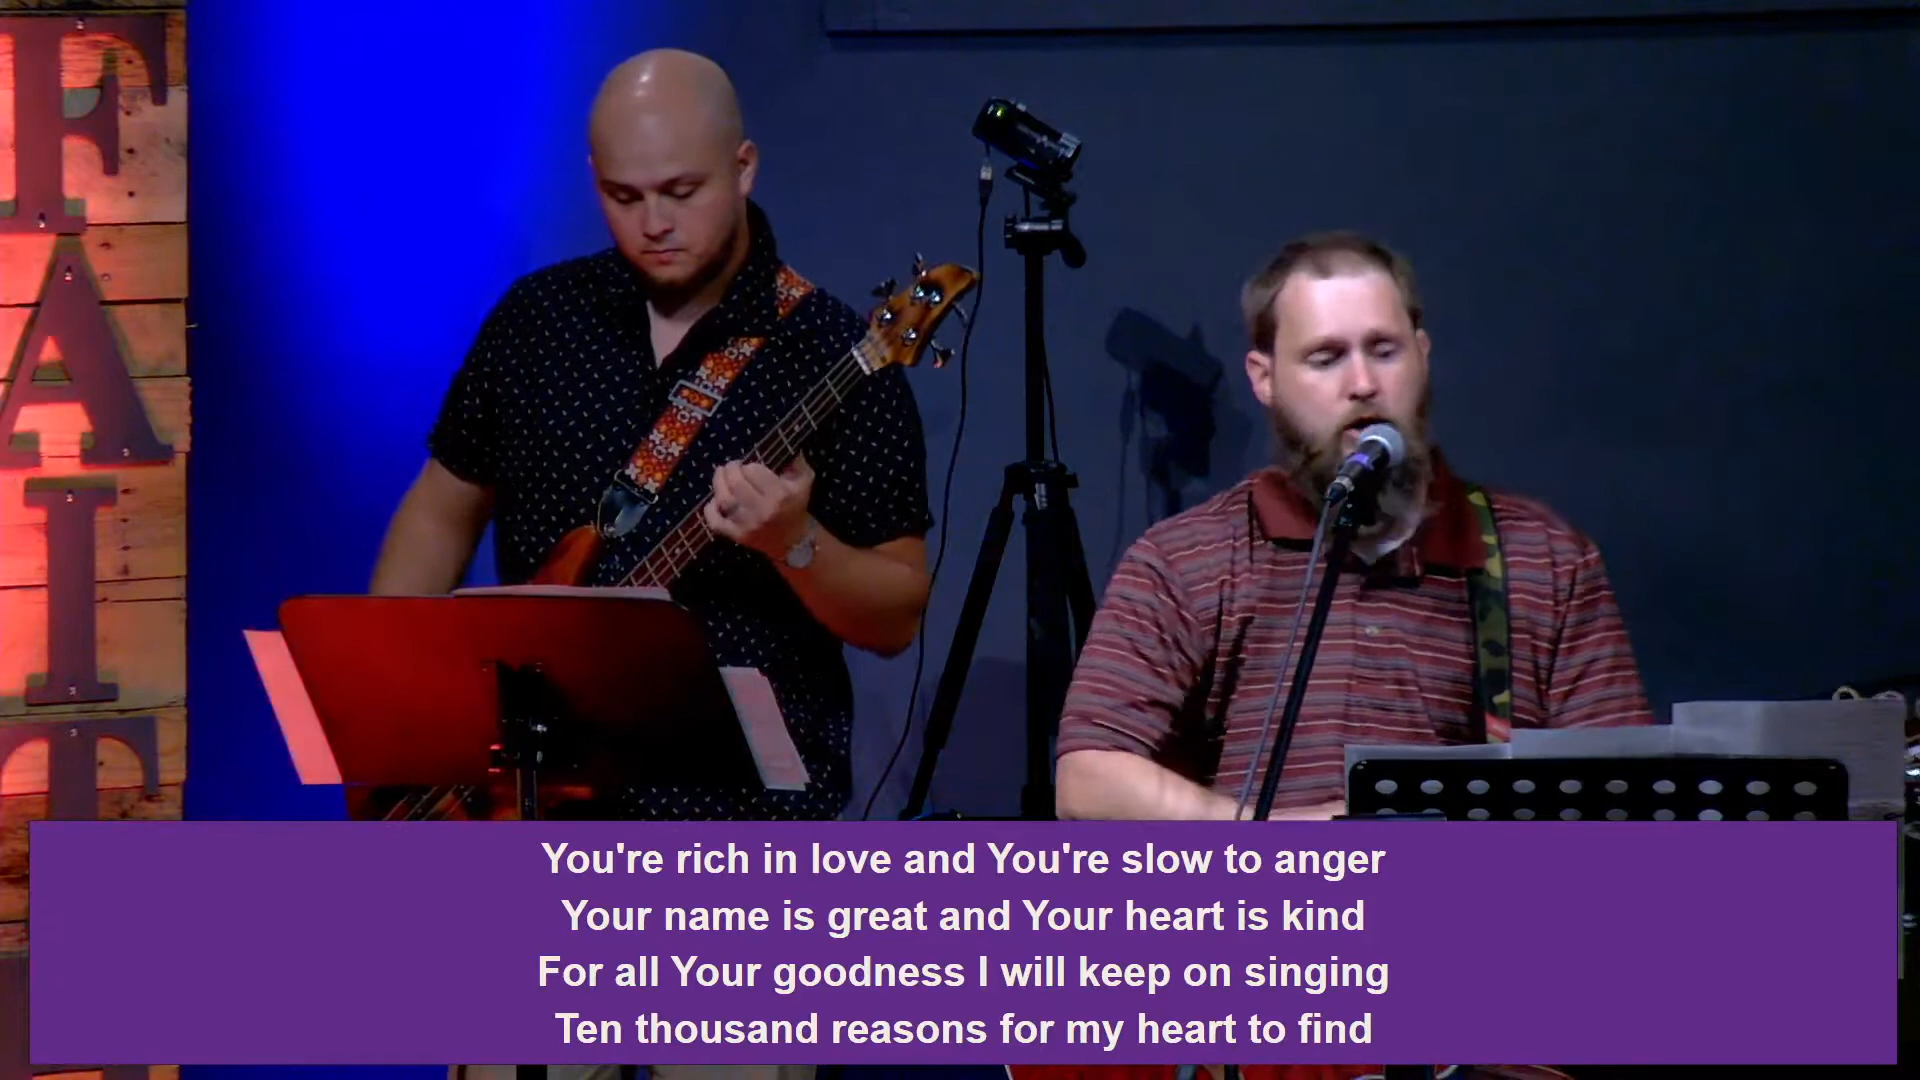 FAIT
You're rich in love and You're slow to anger
Your name is great and Your heart is kind
For all Your goodness I will keep on singing
Ten thousand reasons for my heart to find